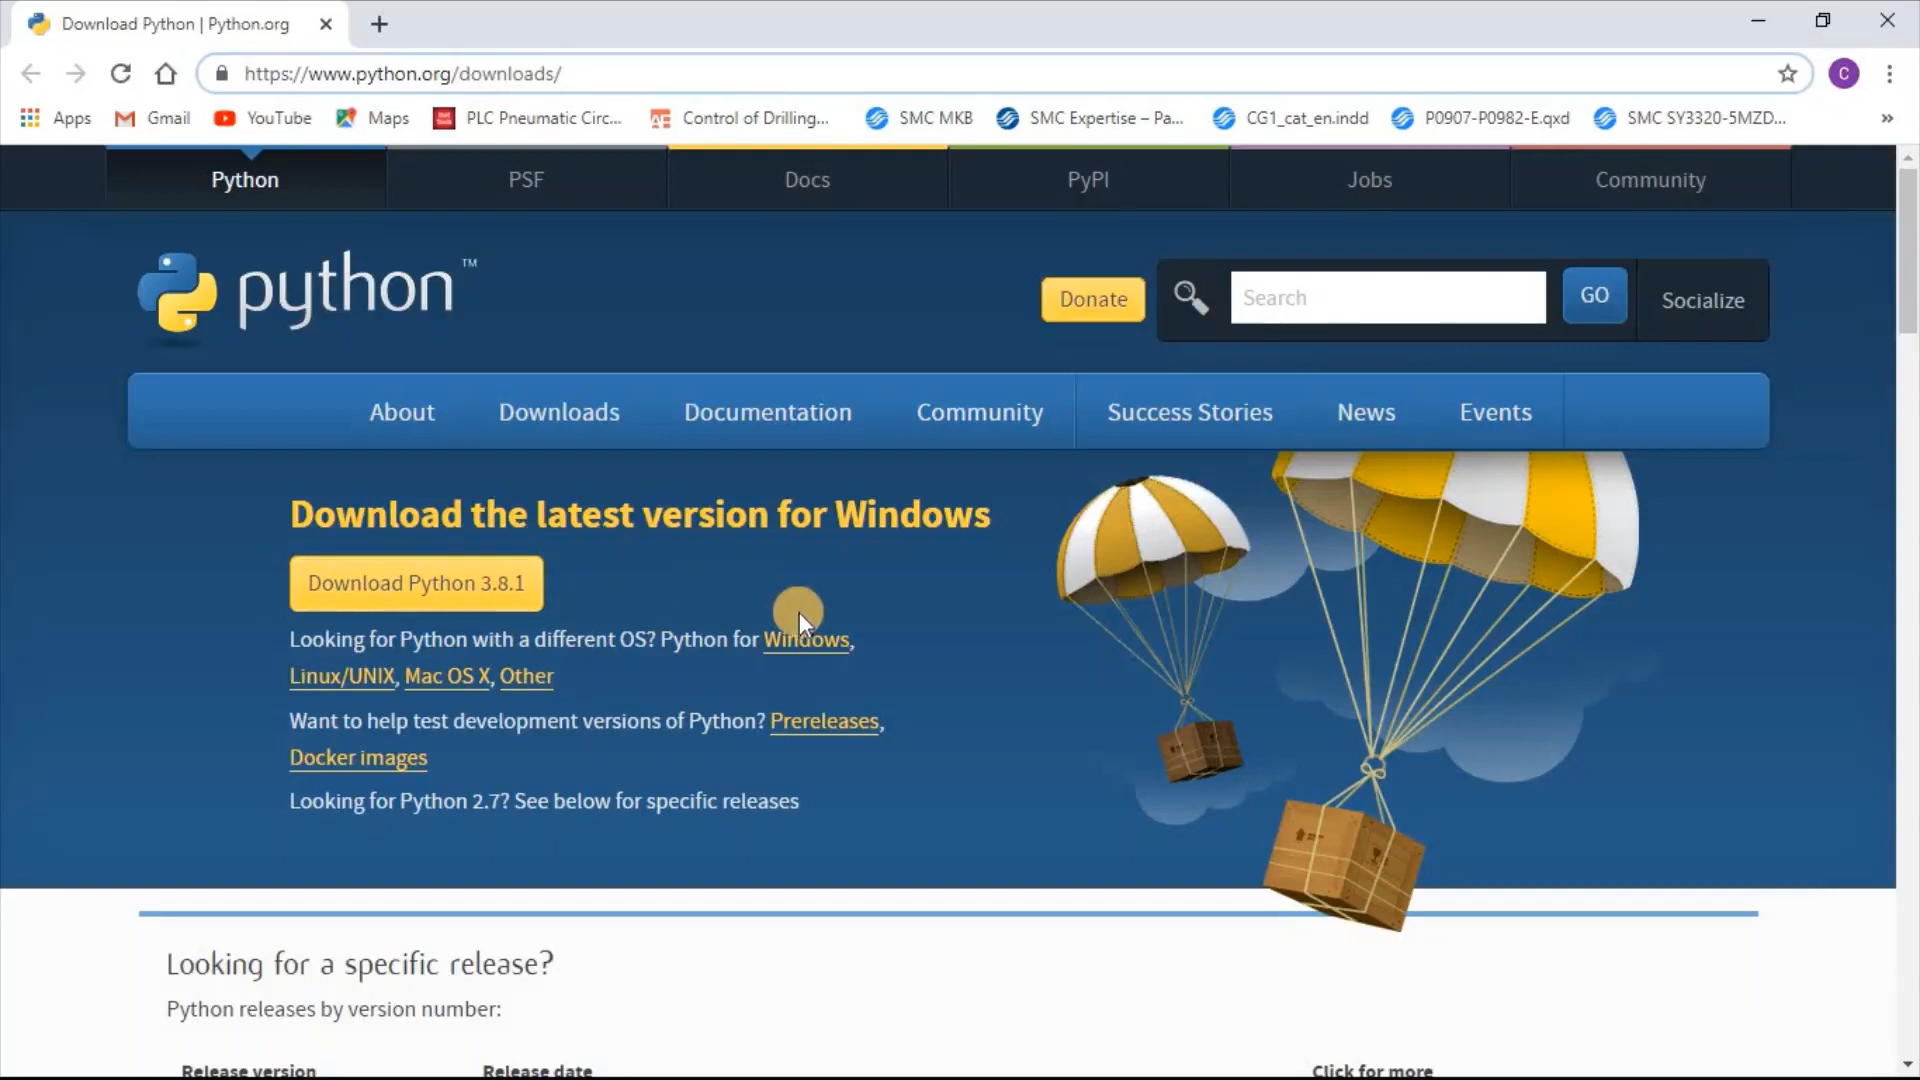 Download Python | Python.org
https://www.python.org/downloads/
C
Apps Gmail YouTube Maps PLC Pneumatic Circ... Control of Drilling... SMC MKB SMC Expertise – Pa... CG1_cat_en.indd P0907-P0982-E.qxd SMC SY3320-5MZD... »
Python PSF Docs PyPI Jobs Community
python™
Donate Search GO Socialize
About Downloads Documentation Community Success Stories News Events
Download the latest version for Windows
Download Python 3.8.1
Looking for Python with a different OS? Python for Windows,
Linux/UNIX, Mac OS X, Other
Want to help test development versions of Python? Prereleases,
Docker images
Looking for Python 2.7? See below for specific releases
Looking for a specific release?
Python releases by version number:
Release version Release date Click for more